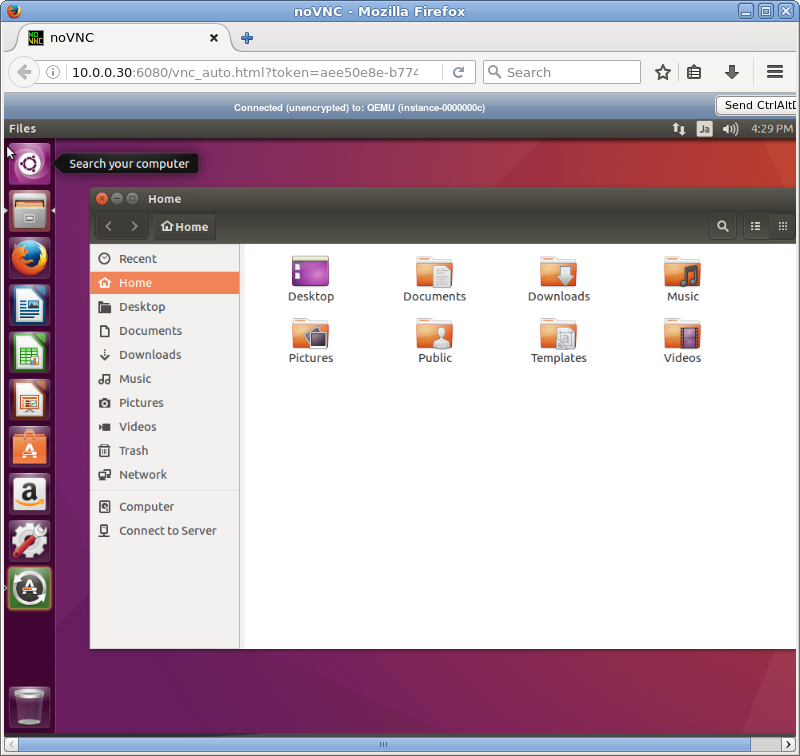 noVNC - Mozilla Firefox
noVNC
10.0.0.30:6080/vnc_auto.html?token=aee50e8e-b774
Search
Connected (unencrypted) to: QEMU (instance-0000000c)
Send CtrlAltD
Files
Ja
4:29 PM
Search your computer
Home
Home
Recent
Home
Desktop
Documents
Downloads
Music
Pictures
Videos
Trash
Network
Computer
Connect to Server
Desktop
Documents
Downloads
Music
Pictures
Public
Templates
Videos